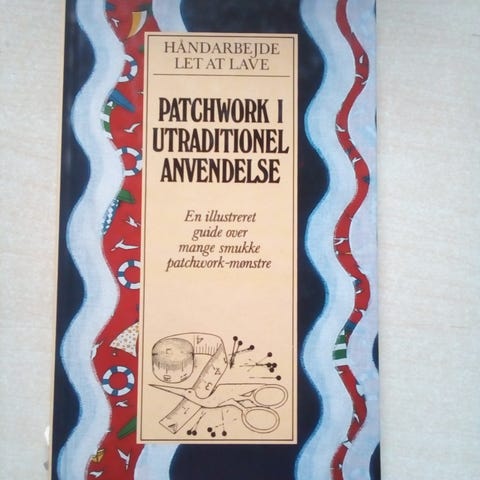 HÅNDARBEJDE
LET AT LAVE
PATCHWORK I
UTRADITIONEL
ANVENDELSE
En illustreret
guide over
mange smukke
patchwork-mønstre